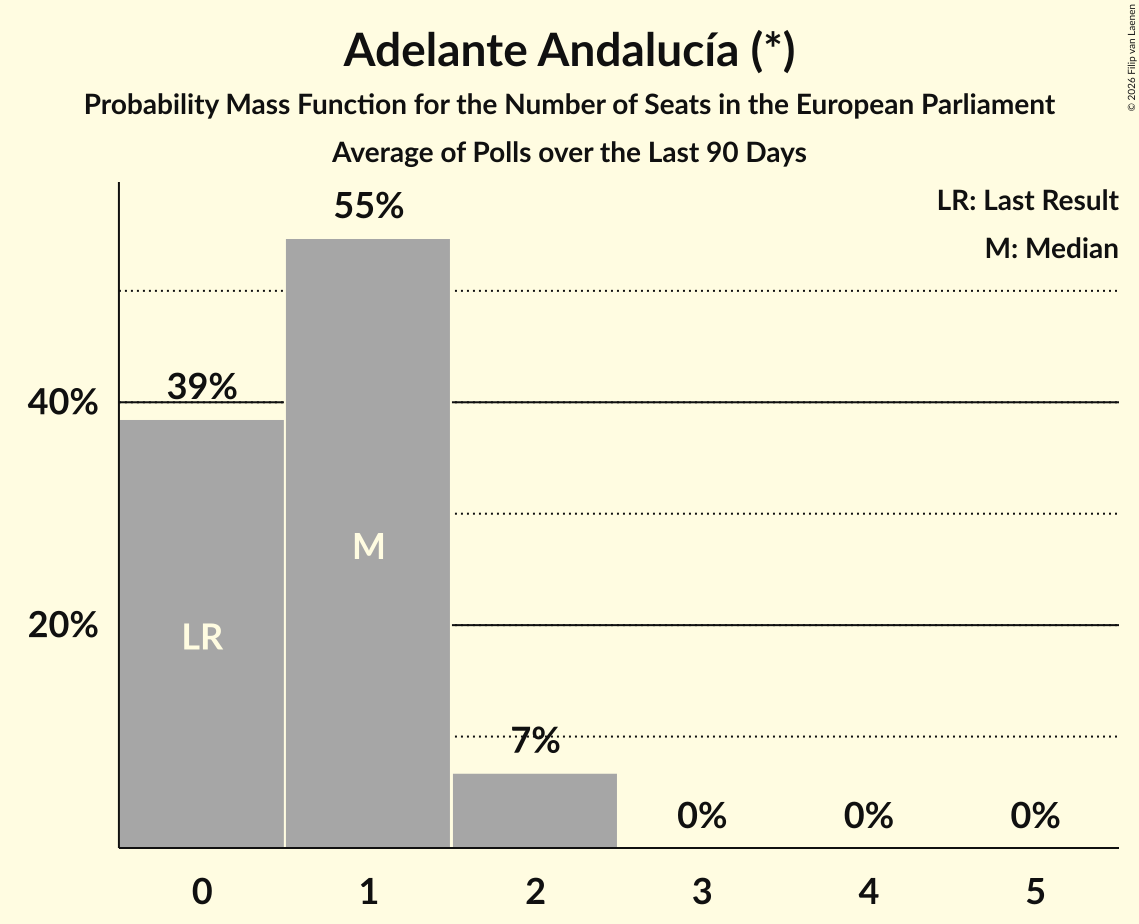 Adelante Andalucía (*)
Probability Mass Function for the Number of Seats in the European Parliament
Average of Polls over the Last 90 Days
© 2026 Filip van Laenen
LR: Last Result
M: Median
55%
39%
40%
M
20%
LR
7%
0%
0%
0%
0
1
2
3
4
5